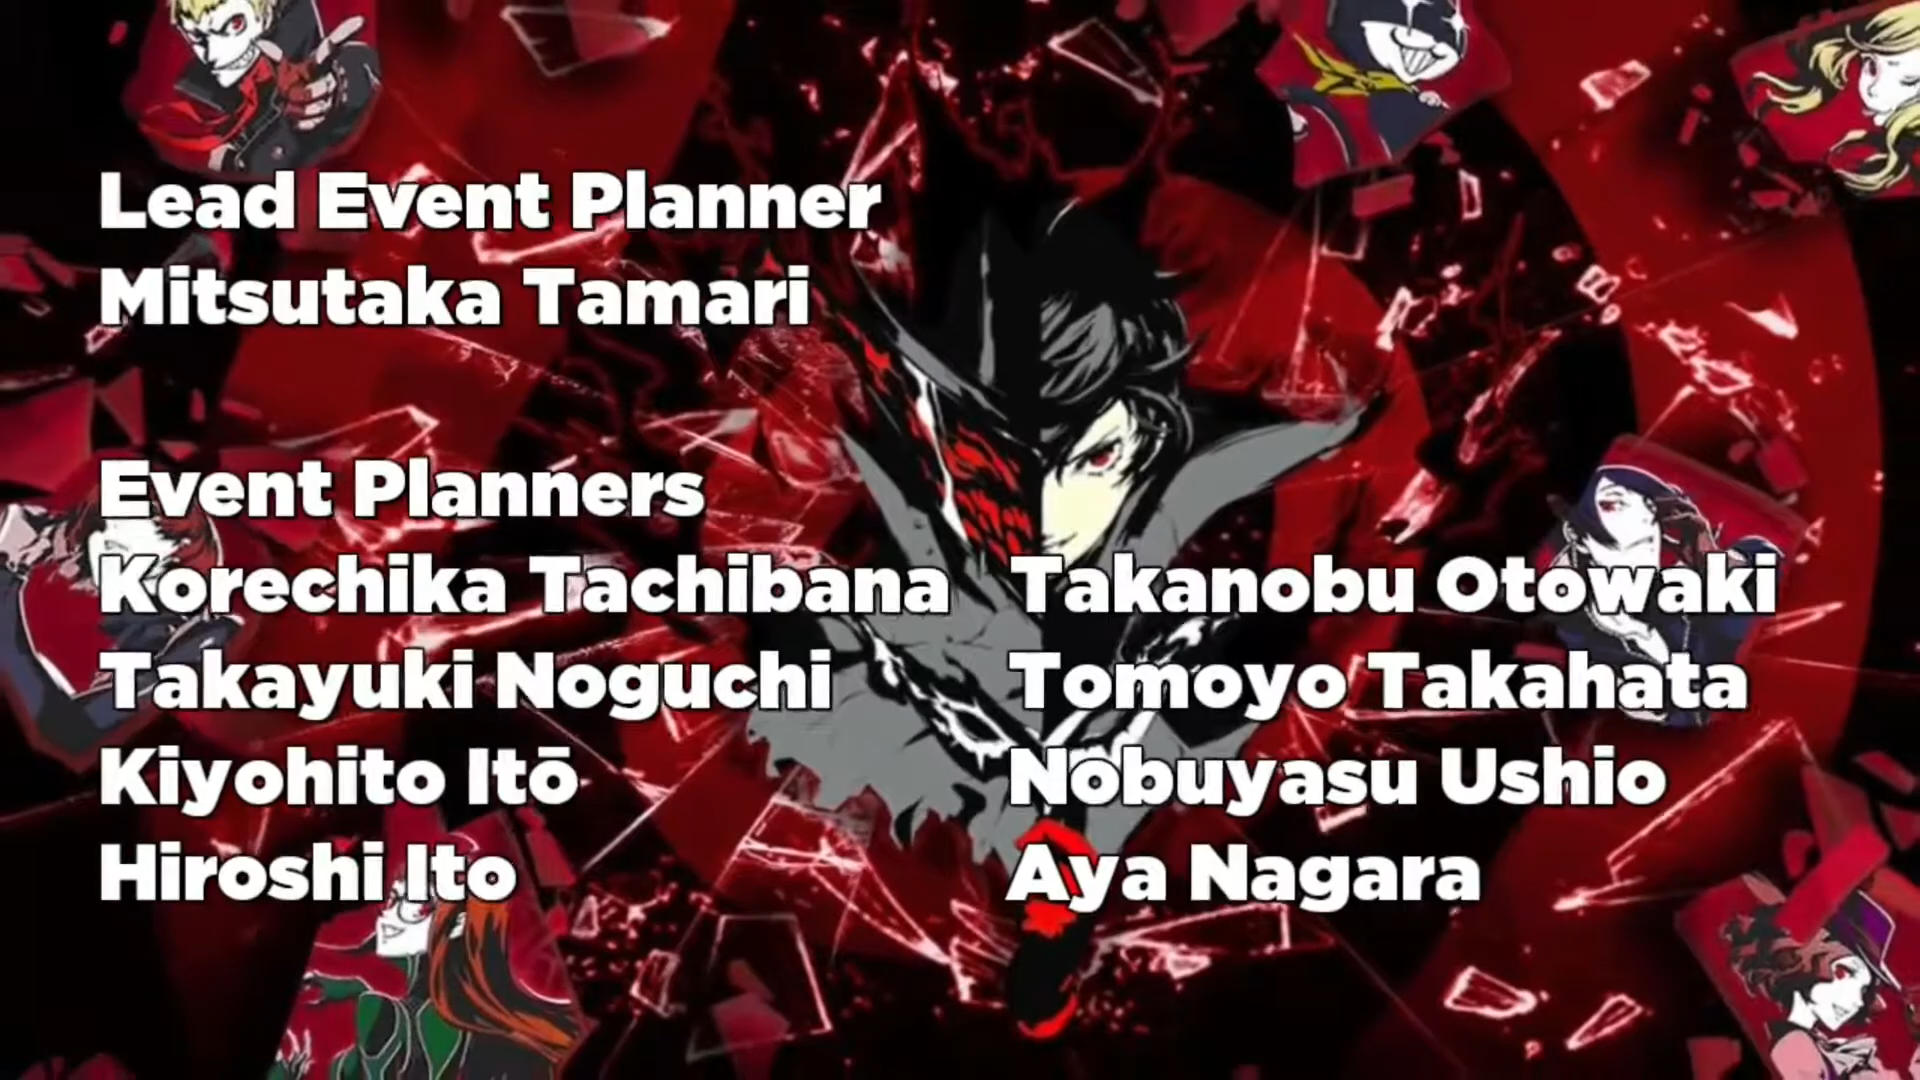 Lead Event Planner
Mitsutaka Tamari
Event Planners
Korechika Tachibana
Takayuki Noguchi
Kiyohito Itō
Hiroshi Ito
Takanobu Otowaki
Tomoyo Takahata
Nobuyasu Ushio
Aya Nagara